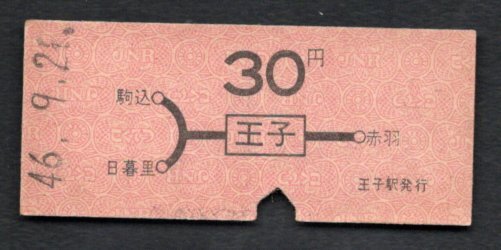 46. 9.21.
30円
駒込
王子
赤羽
日暮里
王子駅発行